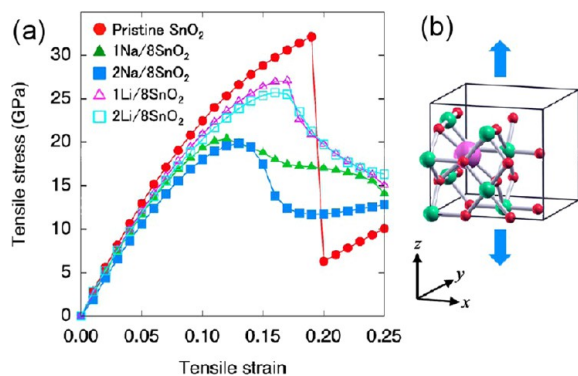 (a)
Pristine SnO₂
1Na/8SnO₂
2Na/8SnO₂
1Li/8SnO₂
2Li/8SnO₂
Tensile stress (GPa)
30
25
20
15
10
5
0
0.00 0.05 0.10 0.15 0.20 0.25
Tensile strain
(b)
z
y
x